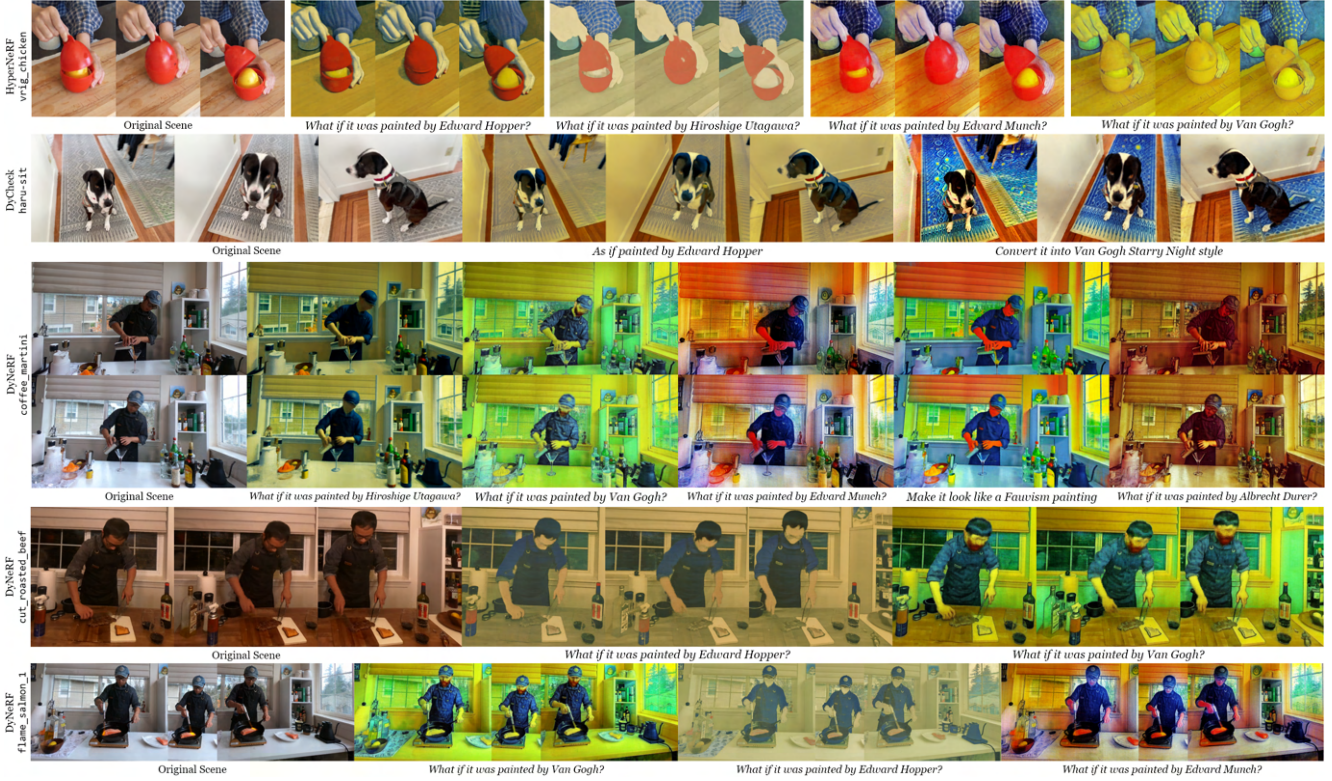 HyperNeRF
vrig_chicken
Original Scene
What if it was painted by Edward Hopper?
What if it was painted by Hiroshige Utagawa?
What if it was painted by Edward Munch?
What if it was painted by Van Gogh?
DyCheck
haru-sit
Original Scene
As if painted by Edward Hopper
Convert it into Van Gogh Starry Night style
DyNeRF
coffee_martini
Original Scene
What if it was painted by Hiroshige Utagawa?
What if it was painted by Van Gogh?
What if it was painted by Edvard Munch?
Make it look like a Fauvism painting
What if it was painted by Albrecht Durer?
DyNeRF
cut_roasted_beef
Original Scene
What if it was painted by Edward Hopper?
What if it was painted by Van Gogh?
DyNeRF
flame_salmon_1
Original Scene
What if it was painted by Van Gogh?
What if it was painted by Edward Hopper?
What if it was painted by Edvard Munch?